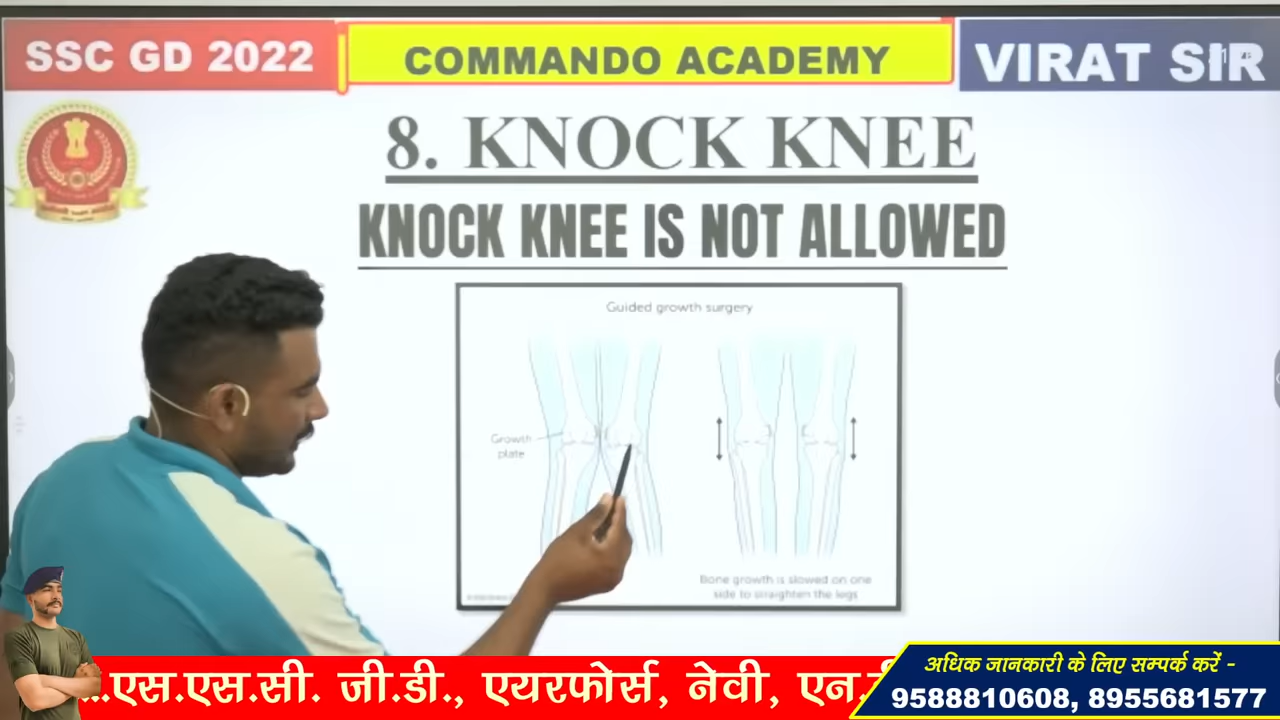 SSC GD 2022
COMMANDO ACADEMY
VIRAT SIR
8. KNOCK KNEE
KNOCK KNEE IS NOT ALLOWED
Guided growth surgery
Growth
plate
Bone growth is slowed on one
side to straighten the legs
अधिक जानकारी के लिए सम्पर्क करें -
...एस.एस.सी. जी.डी., एयरफोर्स, नेवी, एन.
9588810608, 8955681577